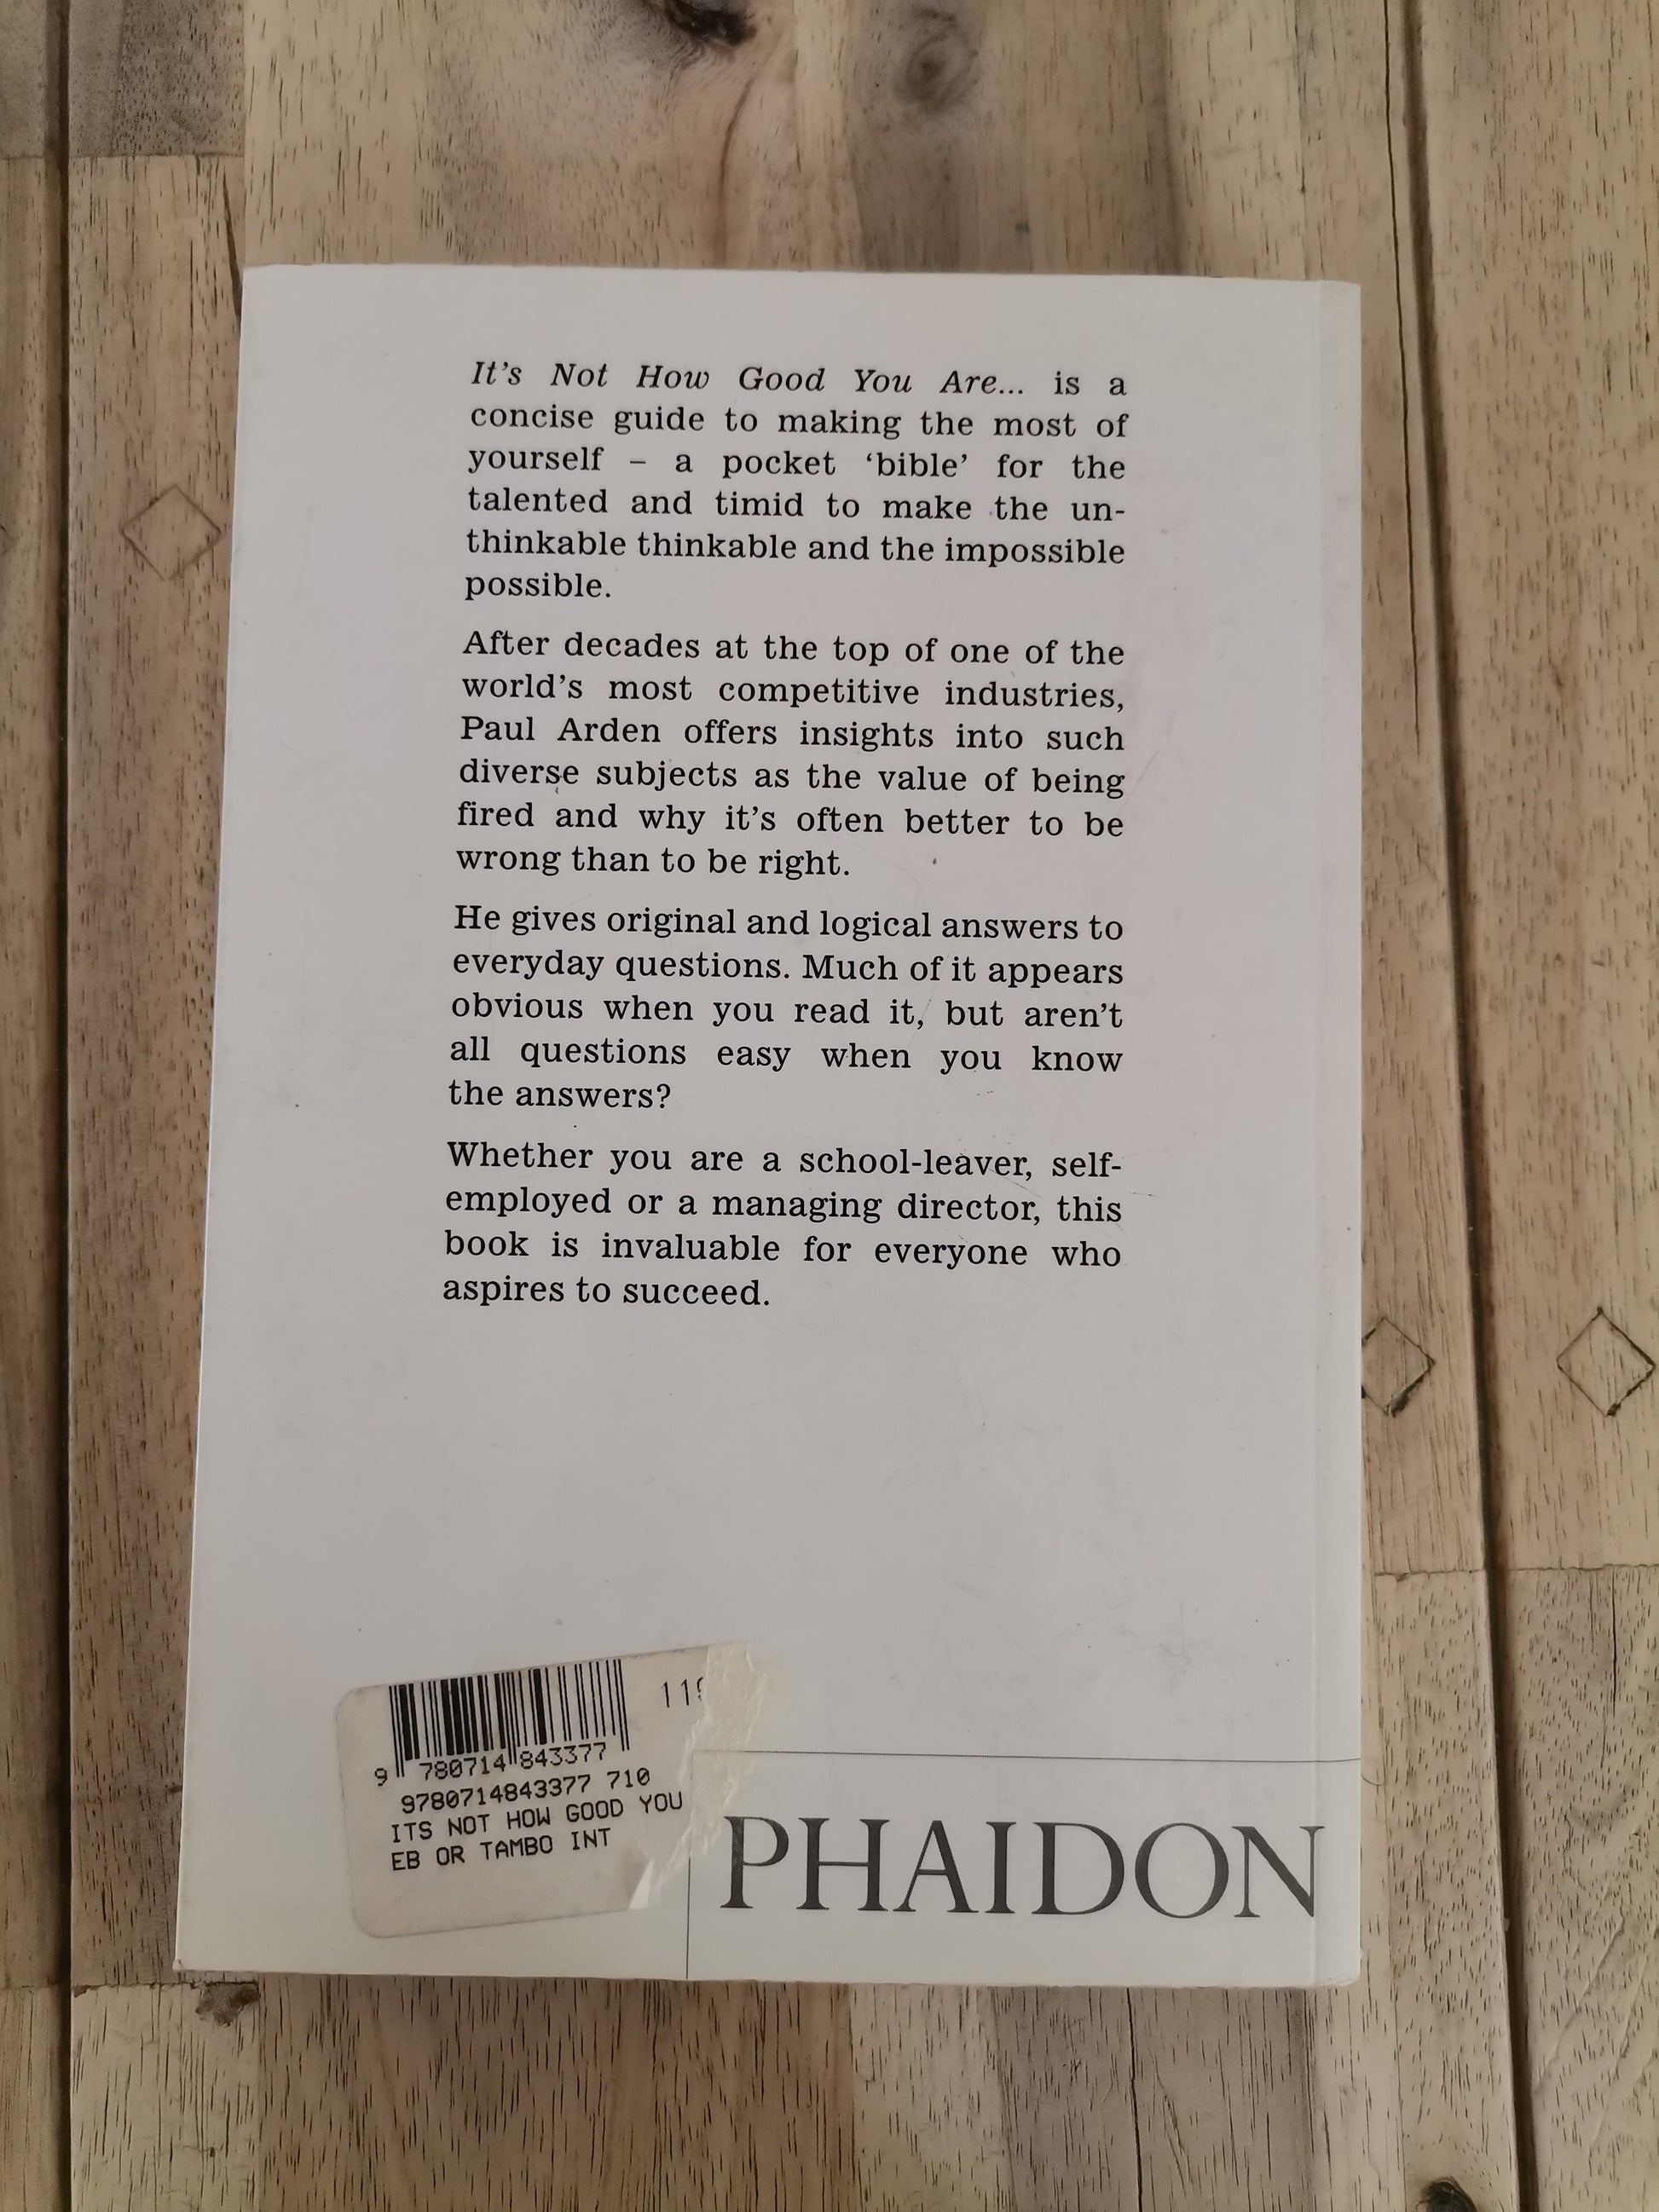 It's Not How Good You Are... is a
concise guide to making the most of
yourself – a pocket ‘bible’ for the
talented and timid to make the un-
thinkable thinkable and the impossible
possible.
After decades at the top of one of the
world's most competitive industries,
Paul Arden offers insights into such
diverse subjects as the value of being
fired and why it's often better to be
wrong than to be right.
He gives original and logical answers to
everyday questions. Much of it appears
obvious when you read it, but aren't
all questions easy when you know
the answers?
Whether you are a school-leaver, self-
employed or a managing director, this
book is invaluable for everyone who
aspires to succeed.
9 780714 843377
9780714843377 710
ITS NOT HOW GOOD YOU
EB OR TAMBO INT
PHAIDON